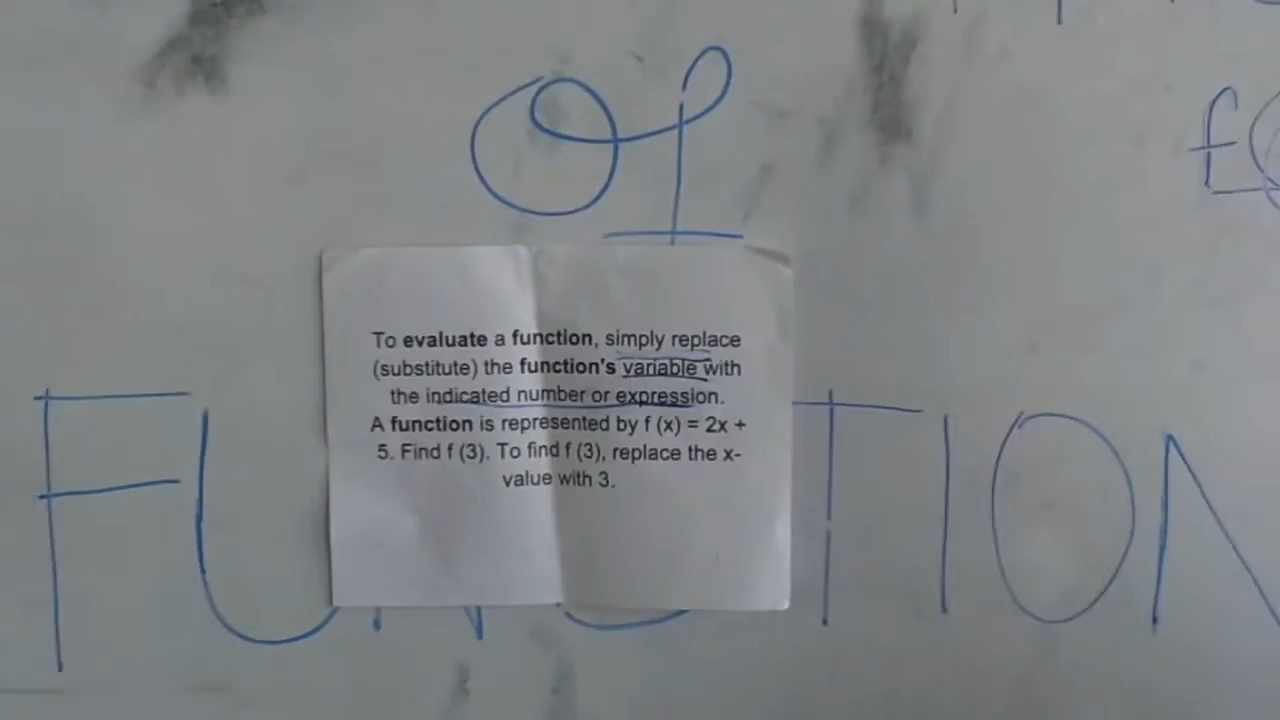 Of
To evaluate a function, simply replace
(substitute) the function's variable with
the indicated number or expression.
A function is represented by f (x) = 2x +
5. Find f (3). To find f (3), replace the x-
value with 3.